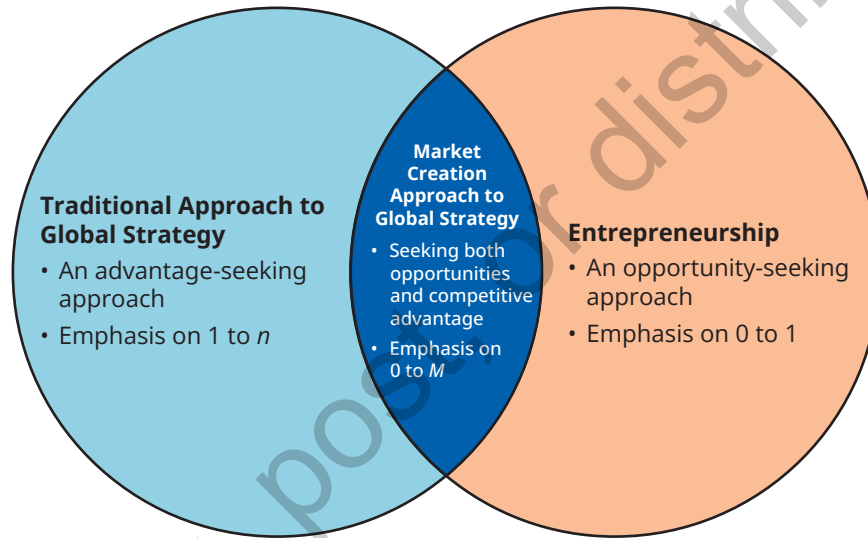 Traditional Approach to
Global Strategy
• An advantage-seeking
approach
• Emphasis on 1 to n
Market
Creation
Approach to
Global Strategy
• Seeking both
opportunities
and competitive
advantage
• Emphasis on
0 to M
Entrepreneurship
• An opportunity-seeking
approach
• Emphasis on 0 to 1
post, or